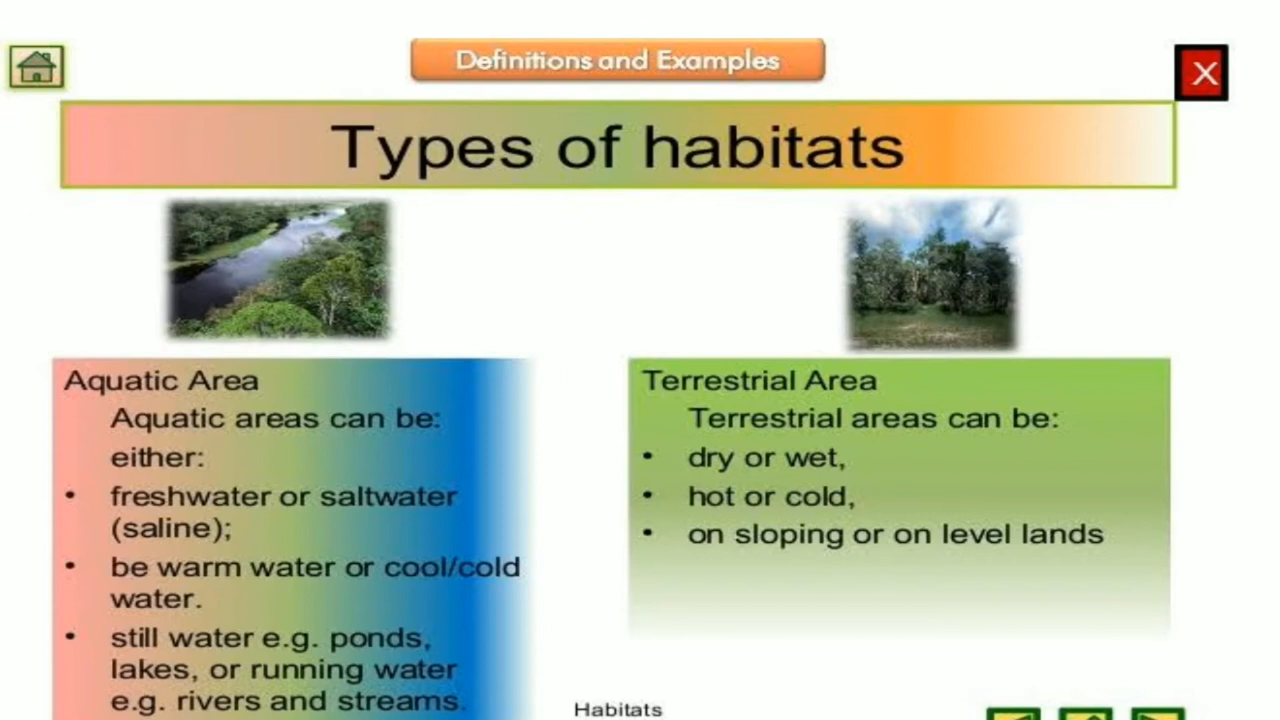 Definitions and Examples
X
Types of habitats
Aquatic Area
Aquatic areas can be:
either:
• freshwater or saltwater
(saline);
• be warm water or cool/cold
water.
• still water e.g. ponds,
lakes, or running water
e.g. rivers and streams.
Terrestrial Area
Terrestrial areas can be:
• dry or wet,
• hot or cold,
• on sloping or on level lands
Habitats